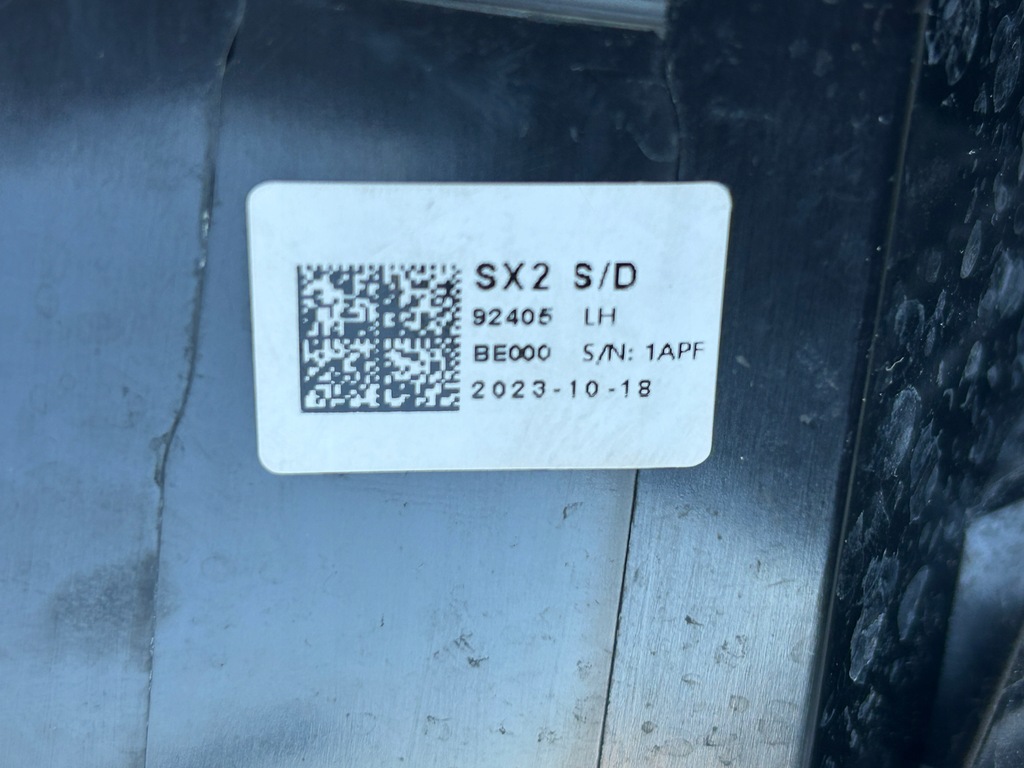 SX2 S/D
92405 LH
BE000 S/N: 1APF
2023-10-18